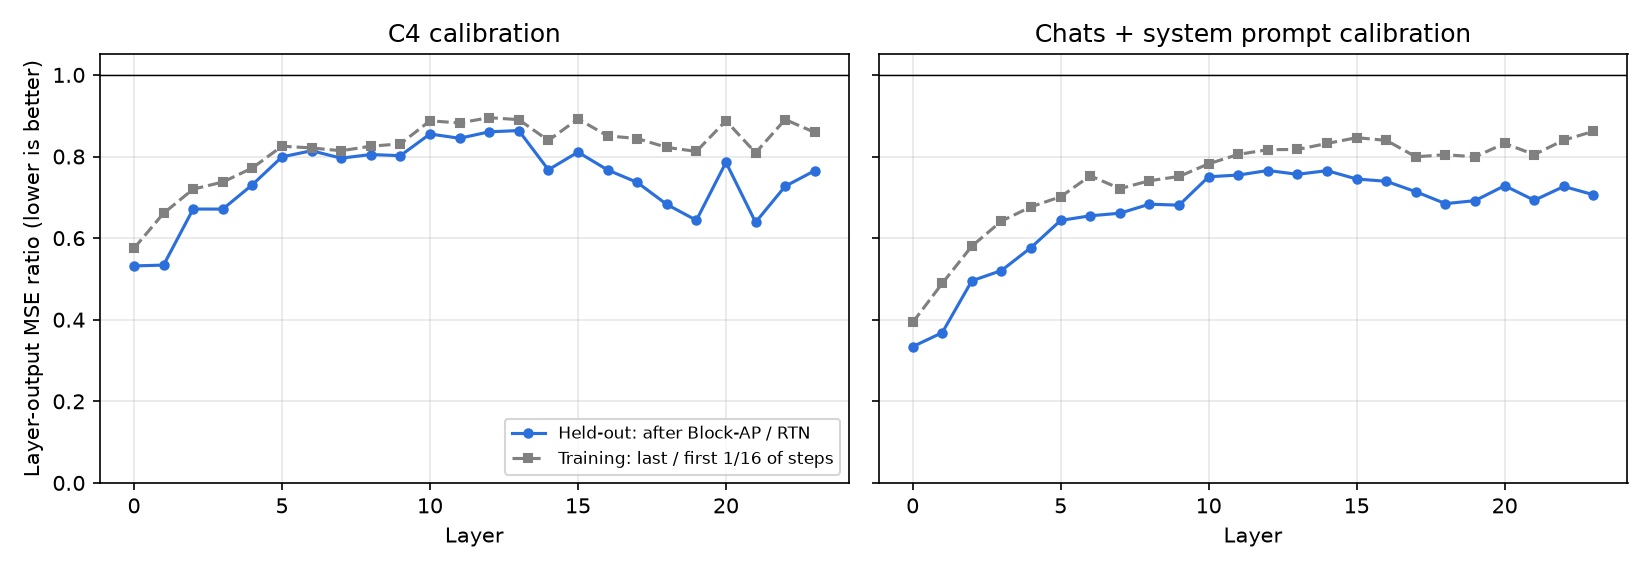 C4 calibration
Chats + system prompt calibration
Layer-output MSE ratio (lower is better)
1.0
0.8
0.6
0.4
0.2
0.0
Held-out: after Block-AP / RTN
Training: last / first 1/16 of steps
0 5 10 15 20
0 5 10 15 20
Layer
Layer